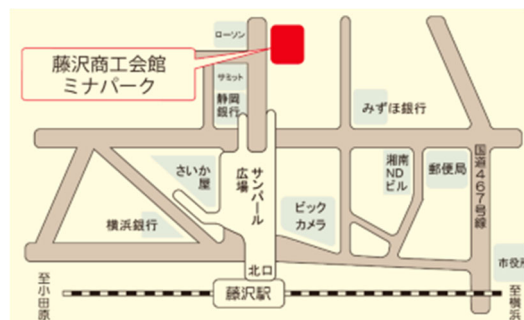 ローソン
藤沢商工会館
ミナパーク
サミット
静岡
銀行
みずほ銀行
さいか
屋
サンパール
広場
湘南
ND
ビル
郵便局
国道467号線
横浜銀行
ビック
カメラ
北口
藤沢駅
市役所
至小田原
至横浜